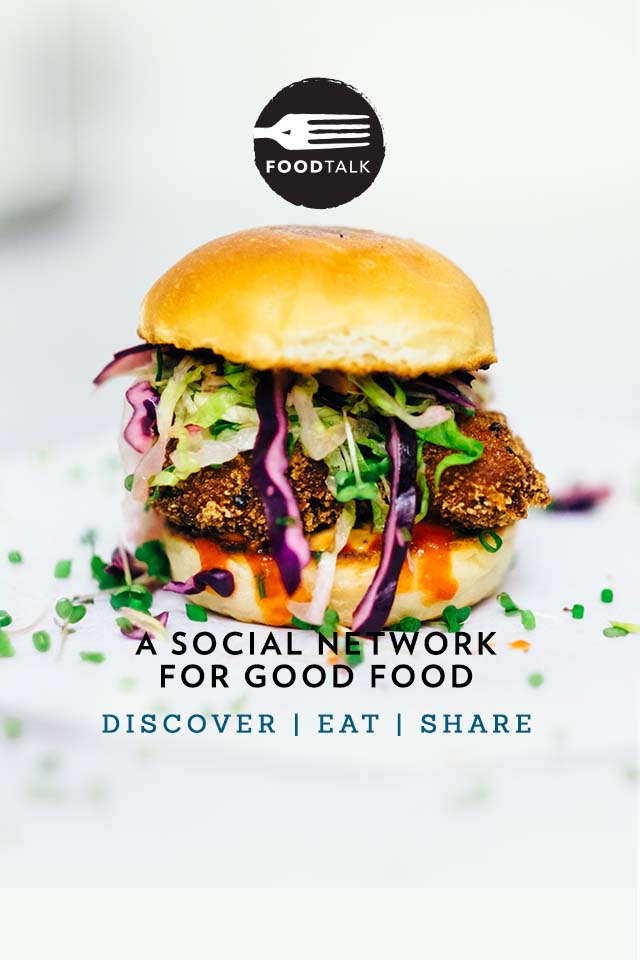 FOODTALK
A SOCIAL NETWORK
FOR GOOD FOOD
DISCOVER | EAT | SHARE